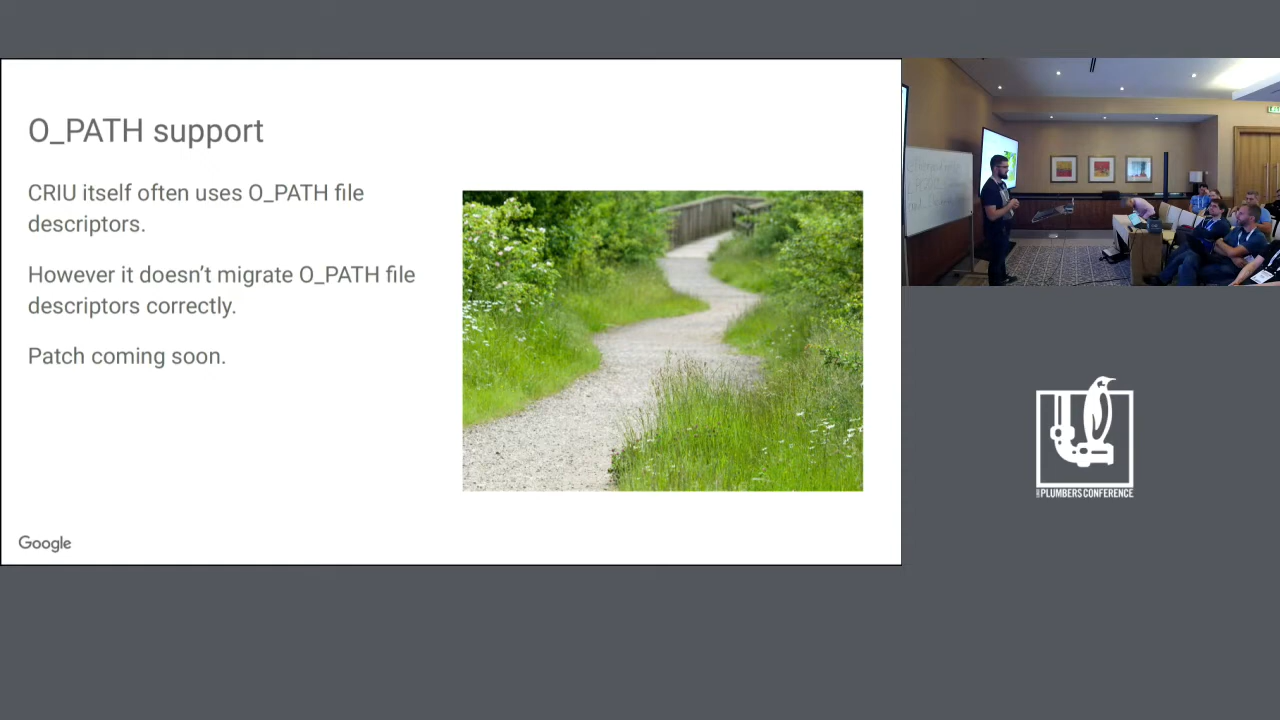 O_PATH support
CRIU itself often uses O_PATH file
descriptors.
However it doesn’t migrate O_PATH file
descriptors correctly.
Patch coming soon.
Google
PLUMBERS CONFERENCE